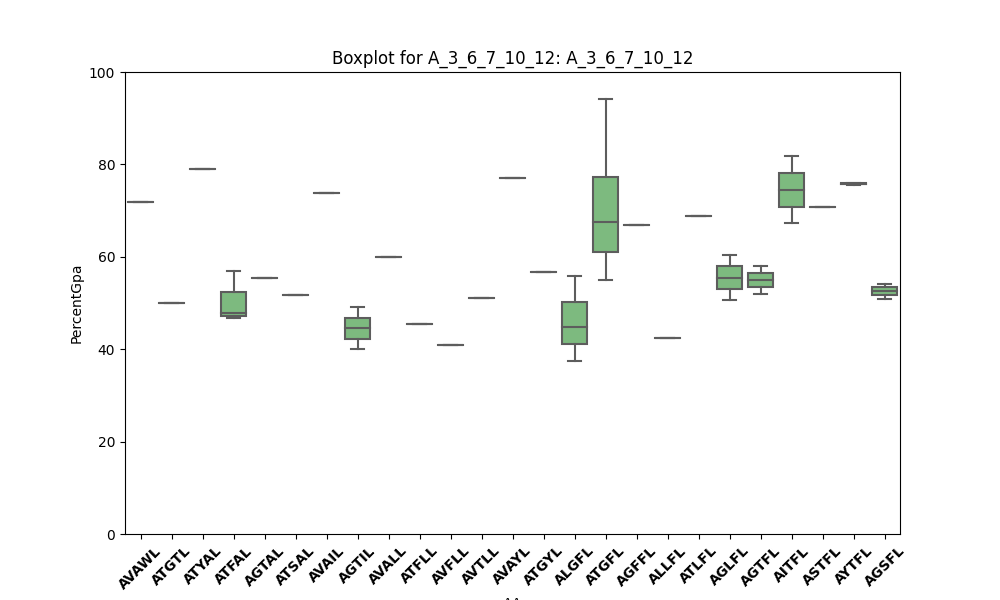 Boxplot for A_3_6_7_10_12: A_3_6_7_10_12
PercentGpa
100
80
60
40
20
0
AVAWL
ATGTL
ATYAL
ATFAL
AGTAL
ATSAL
AVAIL
AGTIL
AVALL
ATFLL
AVFLL
AVTLL
AVAYL
ATGYL
ALGFL
ATGFL
AGFFL
ALLFL
ATLFL
AGLFL
AGTFL
AITFL
ASTFL
AYTFL
AGSFL